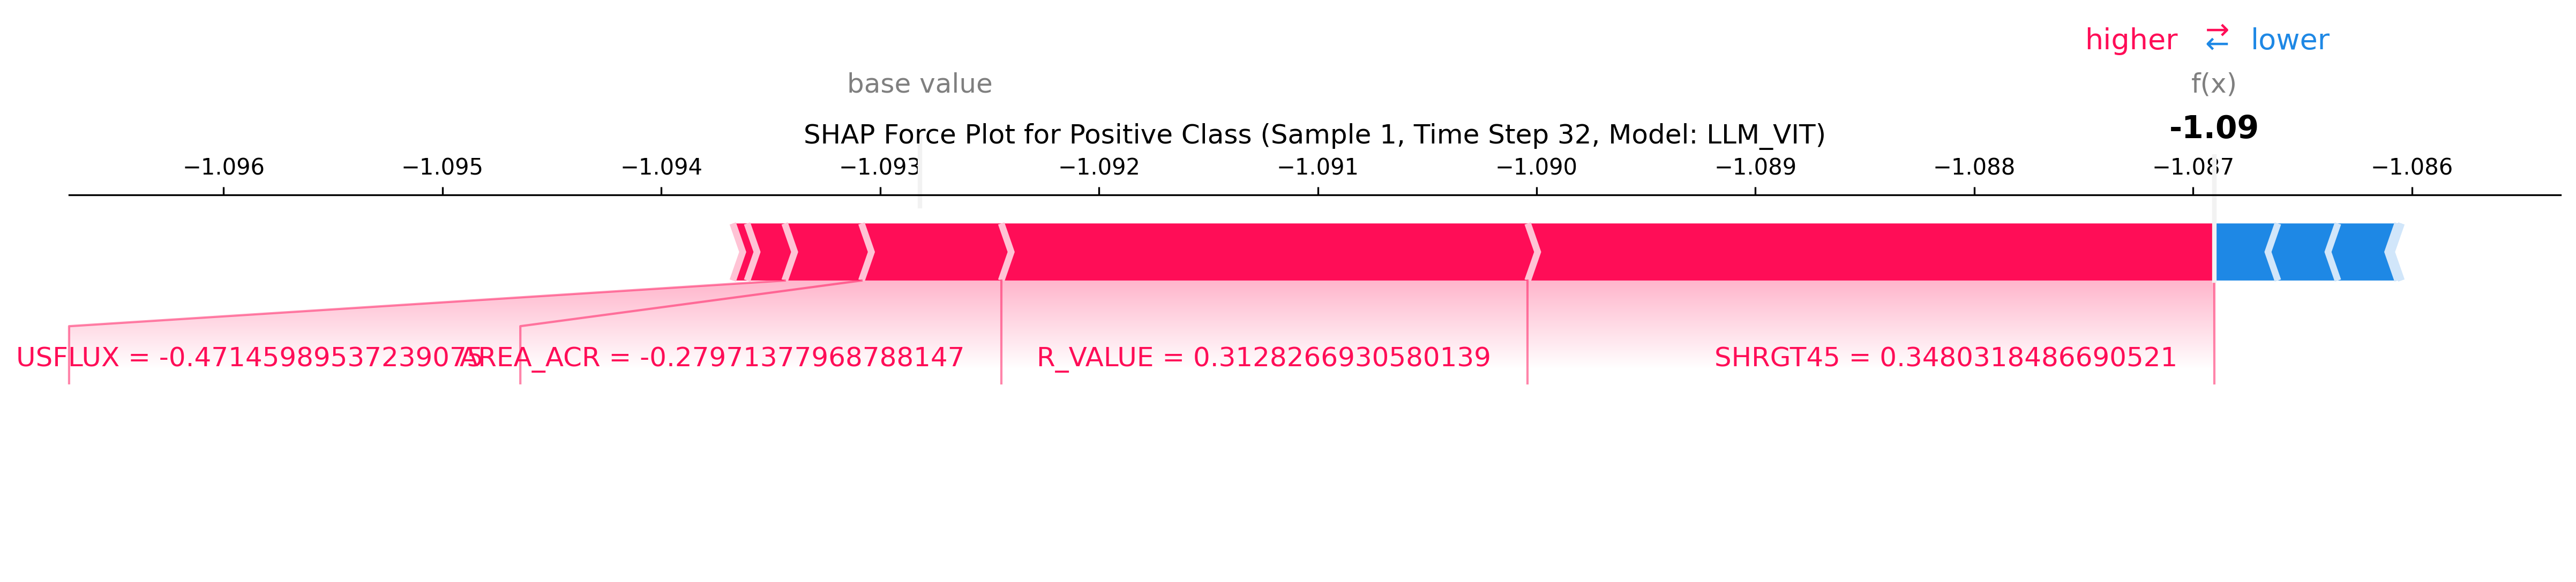 higher ⇄ lower
base value
f(x)
SHAP Force Plot for Positive Class (Sample 1, Time Step 32, Model: LLM_VIT)
-1.09
−1.096 −1.095 −1.094 −1.093 −1.092 −1.091 −1.090 −1.089 −1.088 −1.087 −1.086
USFLUX = -0.47145989537239075 AREA_ACR = -0.27971377968788147 R_VALUE = 0.3128266930580139 SHRGT45 = 0.3480318486690521